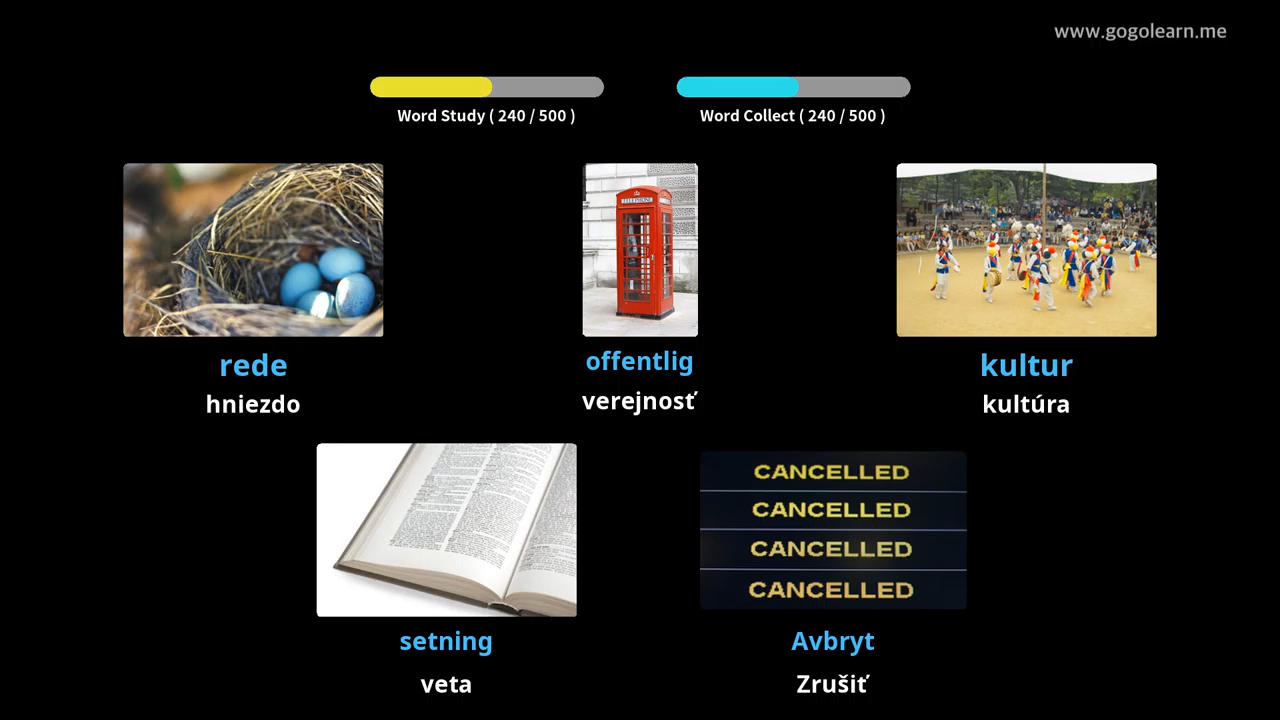 www.gogolearn.me
Word Study ( 240 / 500 )
Word Collect ( 240 / 500 )
TELEPHONE
rede
offentlig
kultur
hniezdo
verejnosť
kultúra
CANCELLED
CANCELLED
CANCELLED
CANCELLED
setning
Avbryt
veta
Zrušiť